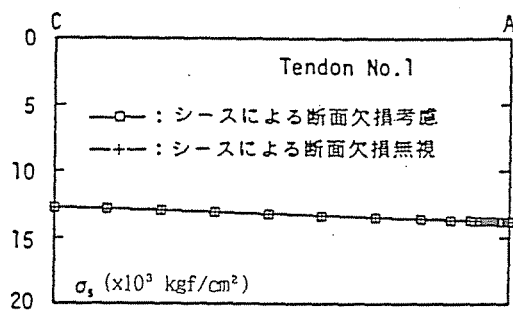 C A
0
Tendon No.1
5
—□— : シースによる断面欠損考慮
—+— : シースによる断面欠損無視
10
15
σs (x10³ kgf/cm²)
20